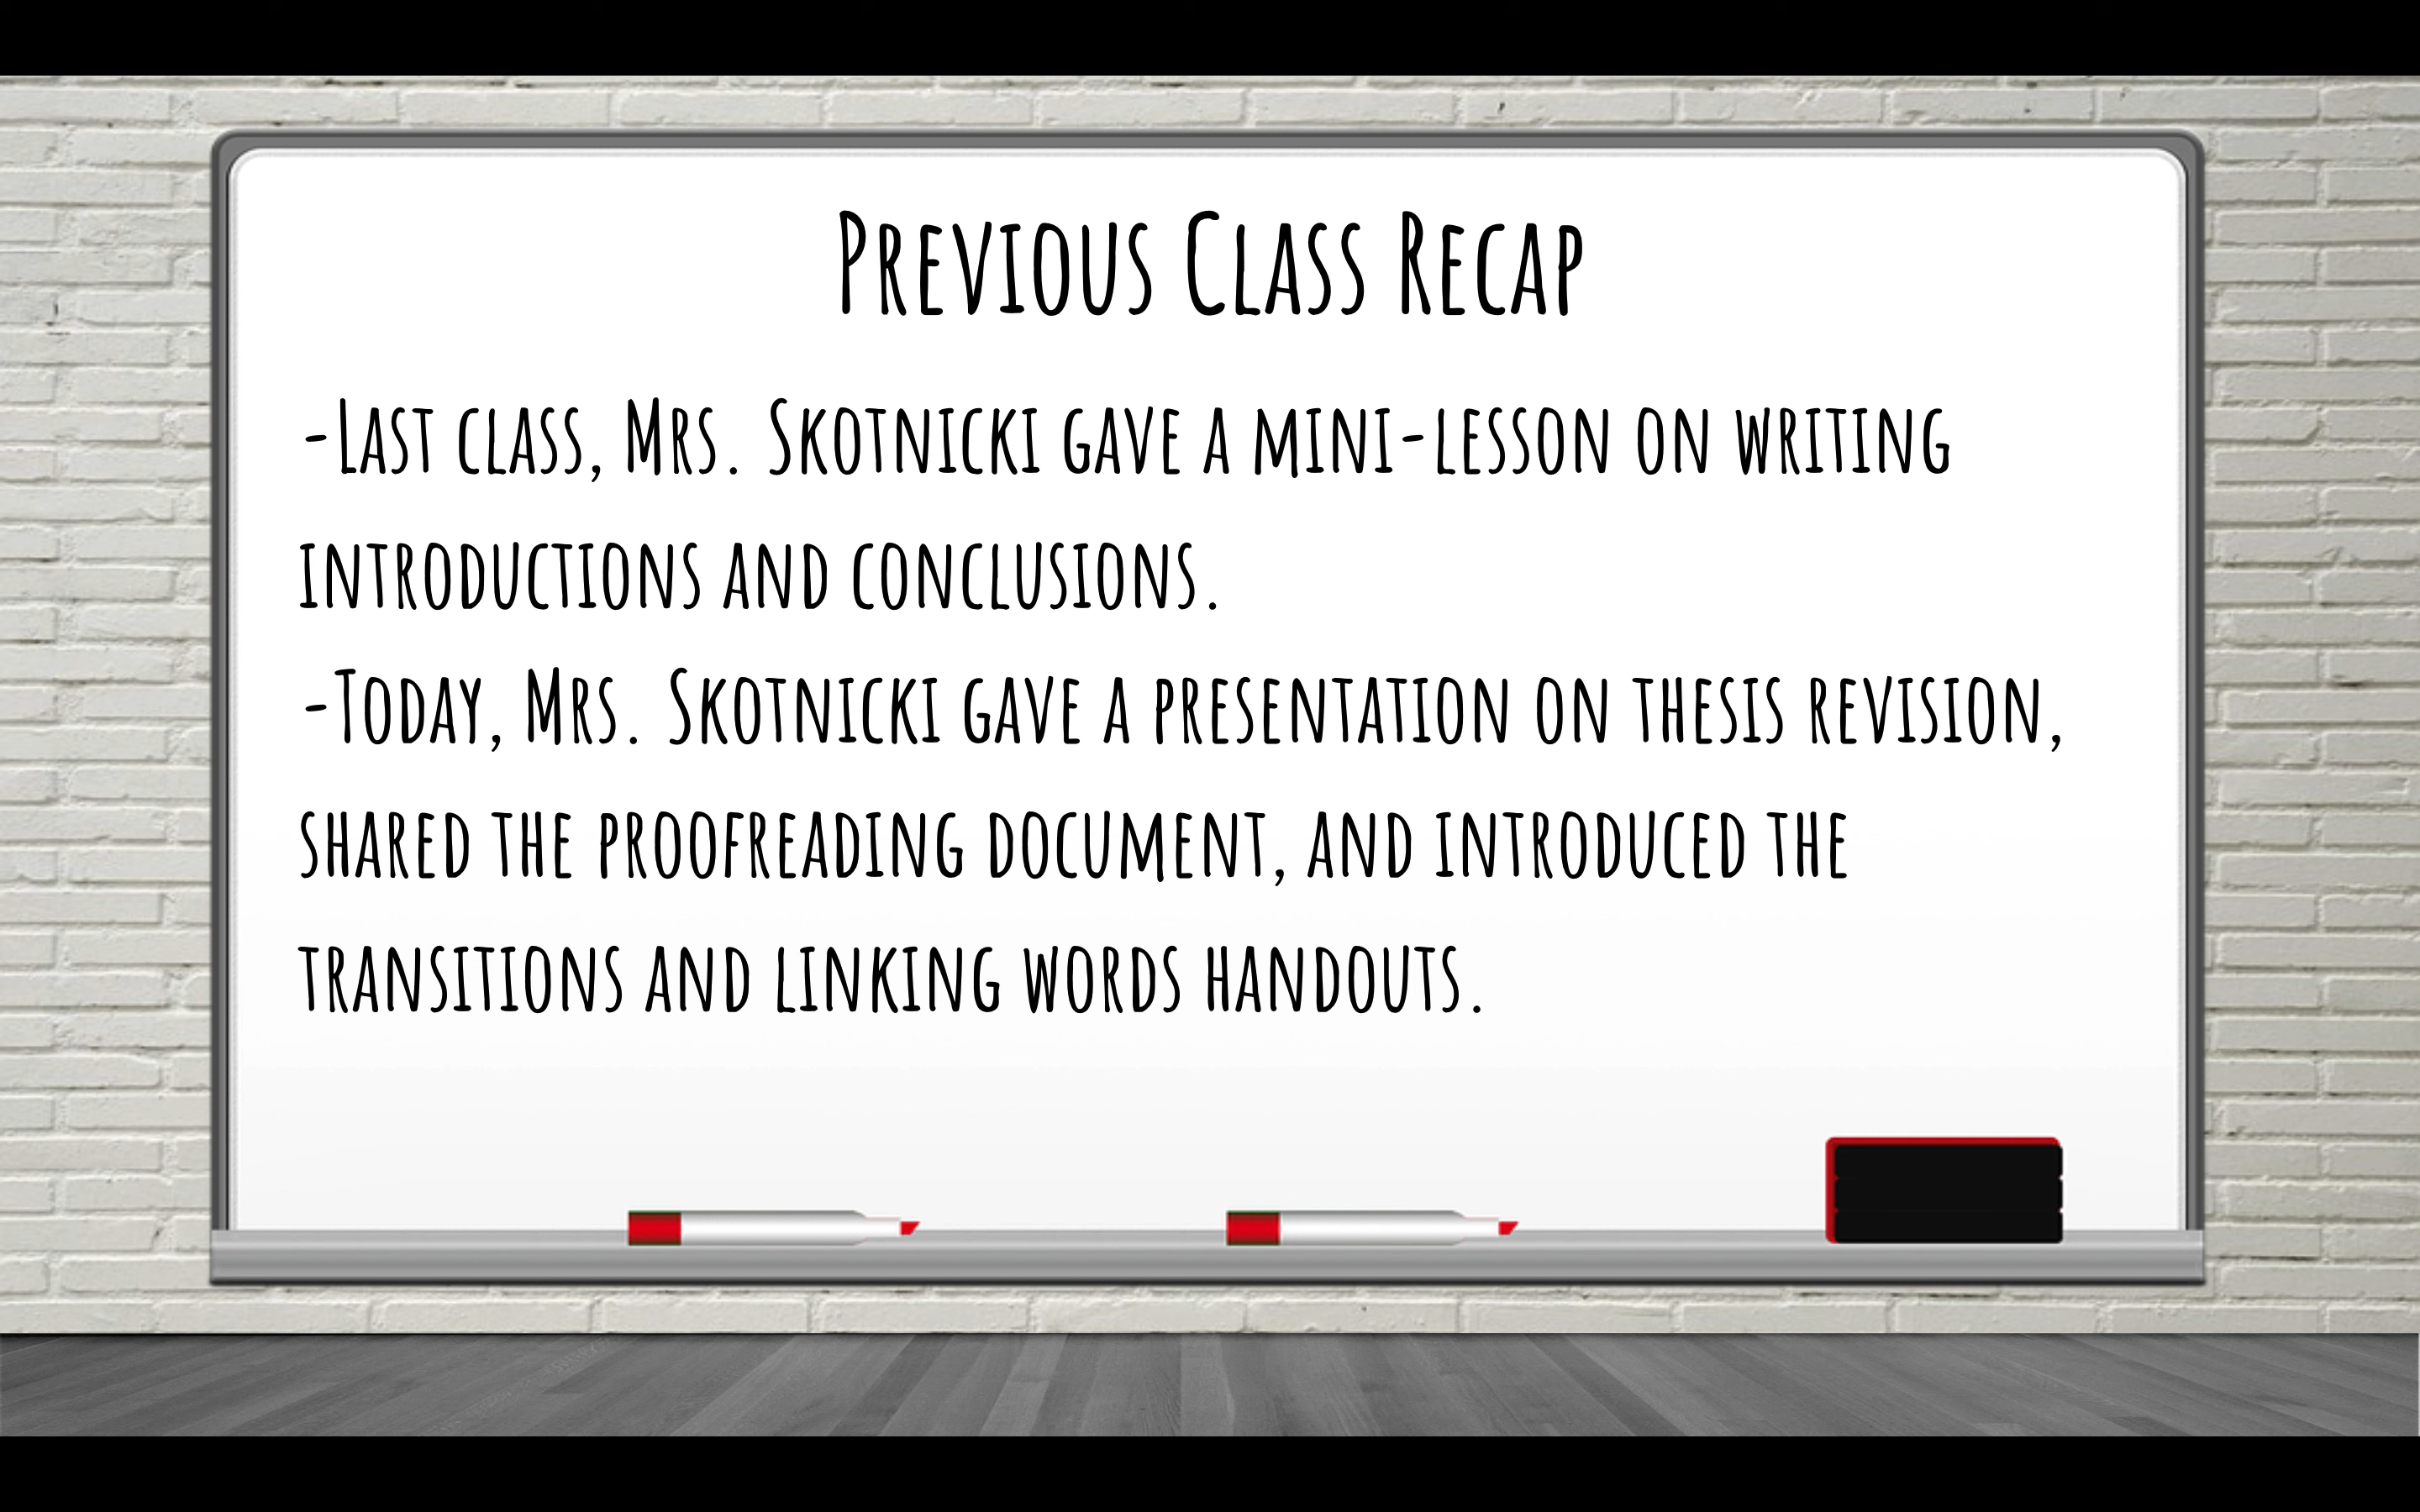 Previous Class Recap
-Last class, Mrs. Skotnicki gave a mini-lesson on writing
introductions and conclusions.
-Today, Mrs. Skotnicki gave a presentation on thesis revision,
shared the proofreading document, and introduced the
transitions and linking words handouts.